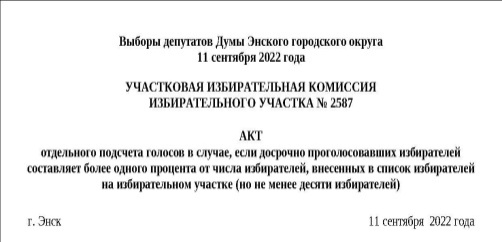 Выборы депутатов Думы Энского городского округа
11 сентября 2022 года
УЧАСТКОВАЯ ИЗБИРАТЕЛЬНАЯ КОМИССИЯ
ИЗБИРАТЕЛЬНОГО УЧАСТКА № 2587
АКТ
отдельного подсчета голосов в случае, если досрочно проголосовавших избирателей
составляет более одного процента от числа избирателей, внесенных в список избирателей
на избирательном участке (но не менее десяти избирателей)
г. Энск 11 сентября 2022 года